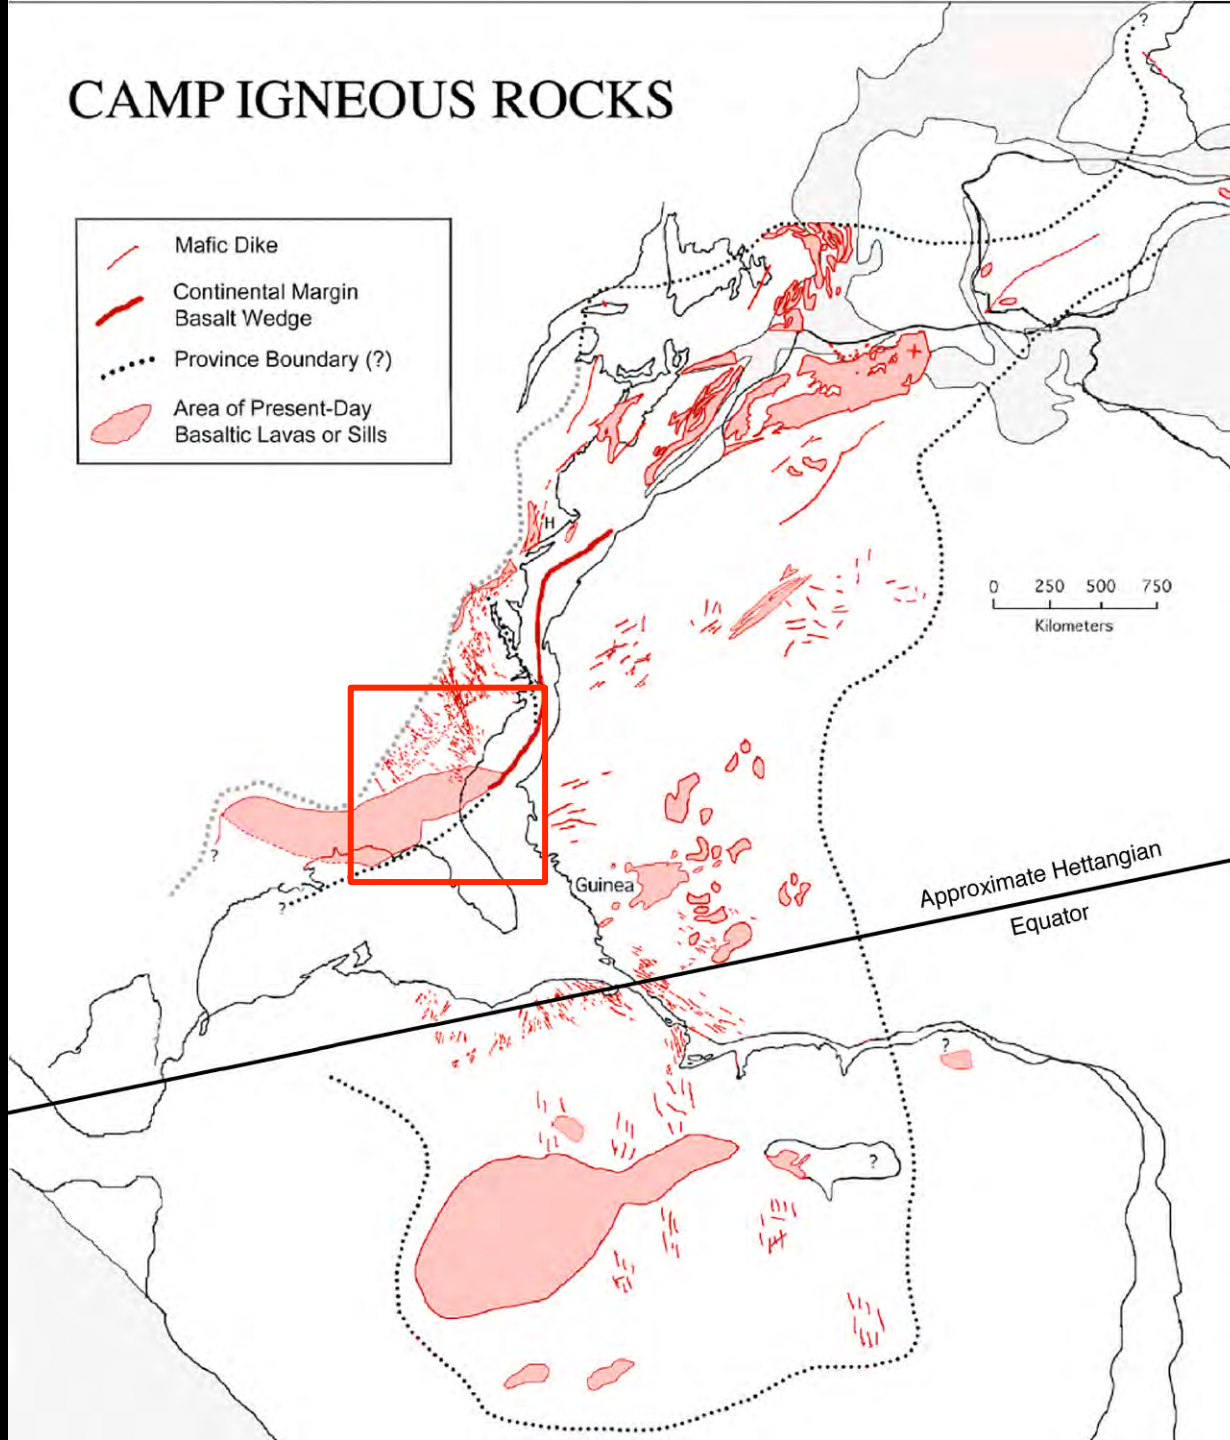 CAMP IGNEOUS ROCKS
Mafic Dike
Continental Margin
Basalt Wedge
Province Boundary (?)
Area of Present-Day
Basaltic Lavas or Sills
?
H
0 250 500 750
Kilometers
?
?
Guinea
Approximate Hettangian
Equator
?
?